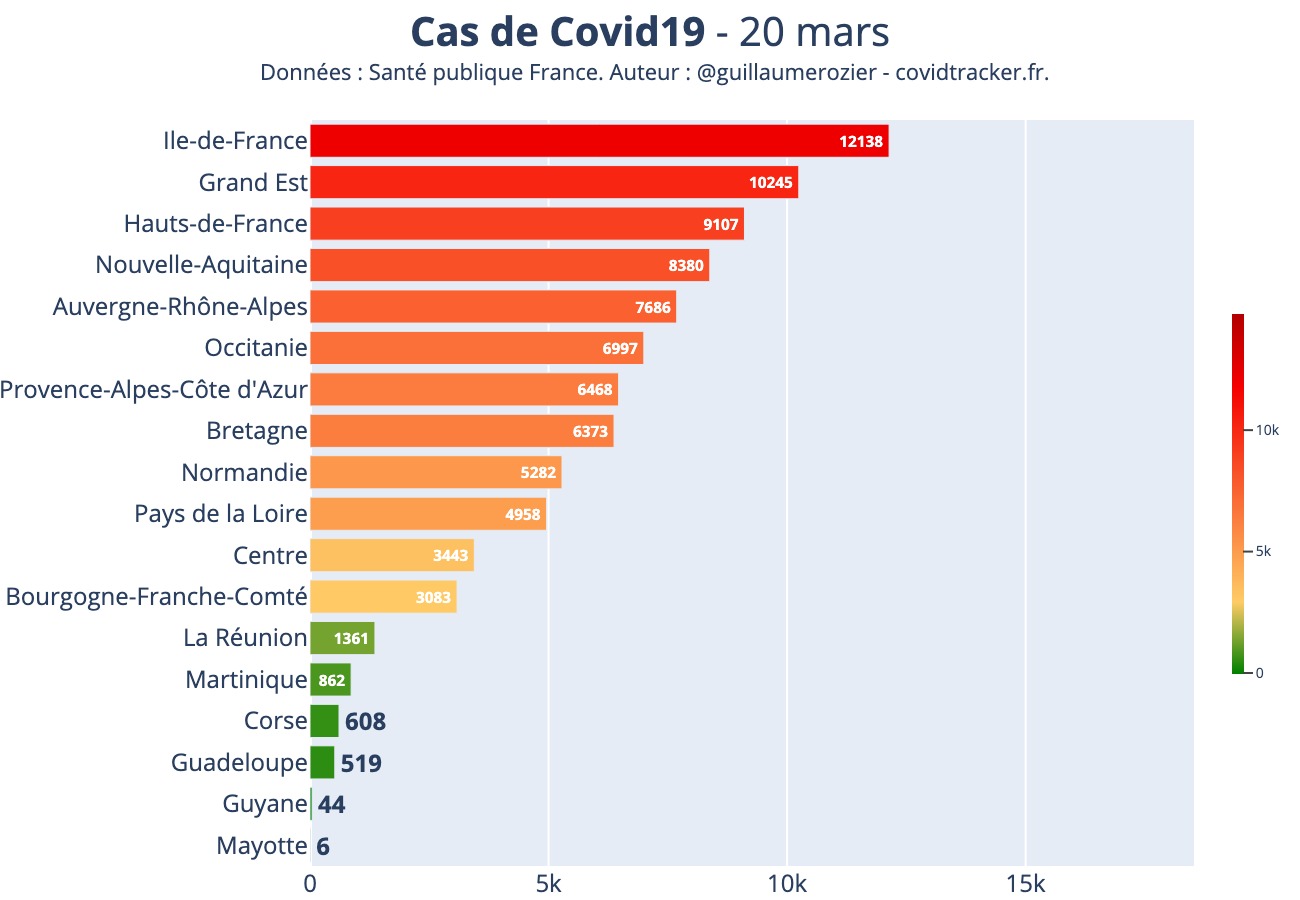 Cas de Covid19 - 20 mars
Données : Santé publique France. Auteur : @guillaumerozier - covidtracker.fr.
Ile-de-France 12138
Grand Est 10245
Hauts-de-France 9107
Nouvelle-Aquitaine 8380
Auvergne-Rhône-Alpes 7686
Occitanie 6997
Provence-Alpes-Côte d'Azur 6468
Bretagne 6373
Normandie 5282
Pays de la Loire 4958
Centre 3443
Bourgogne-Franche-Comté 3083
La Réunion 1361
Martinique 862
Corse 608
Guadeloupe 519
Guyane 44
Mayotte 6
0 5k 10k 15k
10k
5k
0